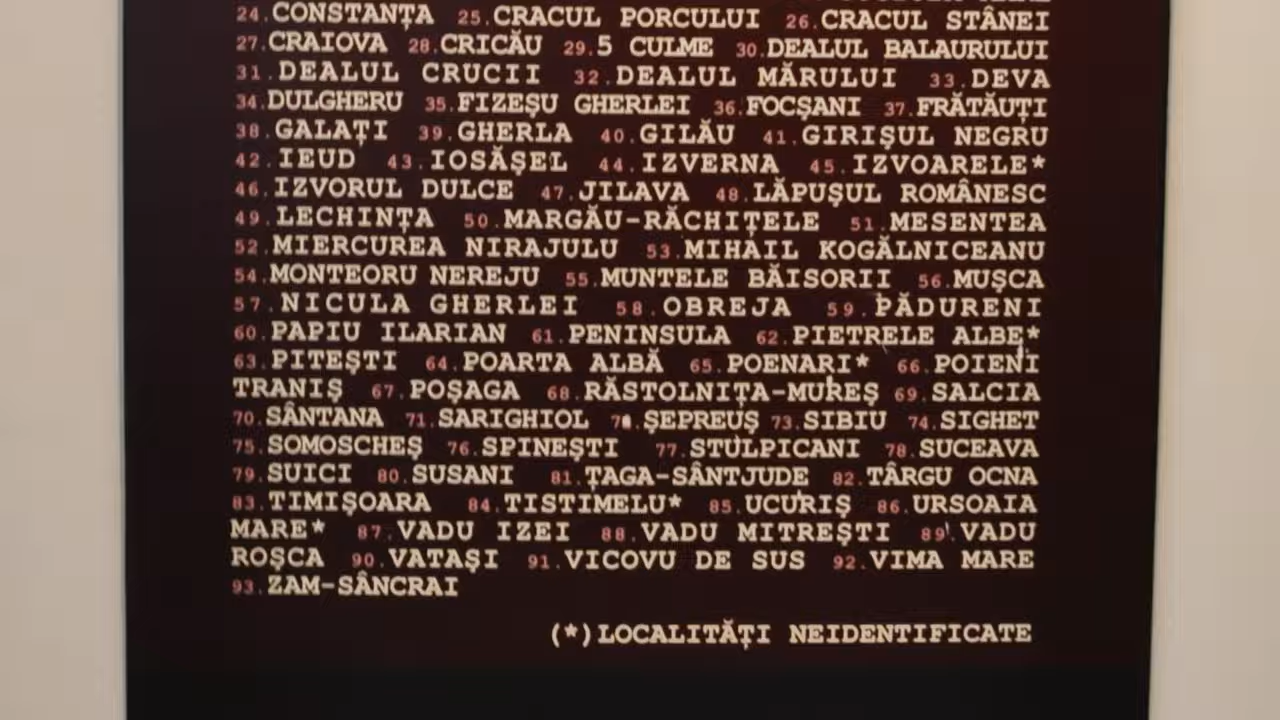 24.CONSTANȚA 25.CRACUL PORCULUI 26.CRACUL STÂNEI
27.CRAIOVA 28.CRICĂU 29.5 CULME 30.DEALUL BALAURULUI
31.DEALUL CRUCII 32.DEALUL MĂRULUI 33.DEVA
34.DULGHERU 35.FIZEȘU GHERLEI 36.FOCȘANI 37.FRĂTĂUȚI
38.GALAȚI 39.GHERLA 40.GILĂU 41.GIRIȘUL NEGRU
42.IEUD 43.IOSĂȘEL 44.IZVERNA 45.IZVOARELE*
46.IZVORUL DULCE 47.JILAVA 48.LĂPUȘUL ROMÂNESC
49.LECHINȚA 50.MARGĂU-RĂCHIȚELE 51.MESENTEA
52.MIERCUREA NIRAJULU 53.MIHAIL KOGĂLNICEANU
54.MONTEORU NEREJU 55.MUNTELE BĂISORII 56.MUȘCA
57.NICULA GHERLEI 58.OBREJA 59.PĂDURENI
60.PAPIU ILARIAN 61.PENINSULA 62.PIETRELE ALBE*
63.PITEȘTI 64.POARTA ALBĂ 65.POENARI* 66.POIENI
TRANIȘ 67.POȘAGA 68.RĂSTOLNIȚA-MUREȘ 69.SALCIA
70.SÂNTANA 71.SARIGHIOL 72.ȘEPREUȘ 73.SIBIU 74.SIGHET
75.SOMOSCHEȘ 76.SPINEȘTI 77.STULPICANI 78.SUCEAVA
79.SUICI 80.SUSANI 81.ȚAGA-SÂNTJUDE 82.TÂRGU OCNA
83.TIMIȘOARA 84.TISTIMELU* 85.UCURIȘ 86.URSOAIA
MARE* 87.VADU IZEI 88.VADU MITREȘTI 89.VADU
ROȘCA 90.VATAȘI 91.VICOVU DE SUS 92.VIMA MARE
93.ZAM-SÂNCRAI
(*)LOCALITĂȚI NEIDENTIFICATE